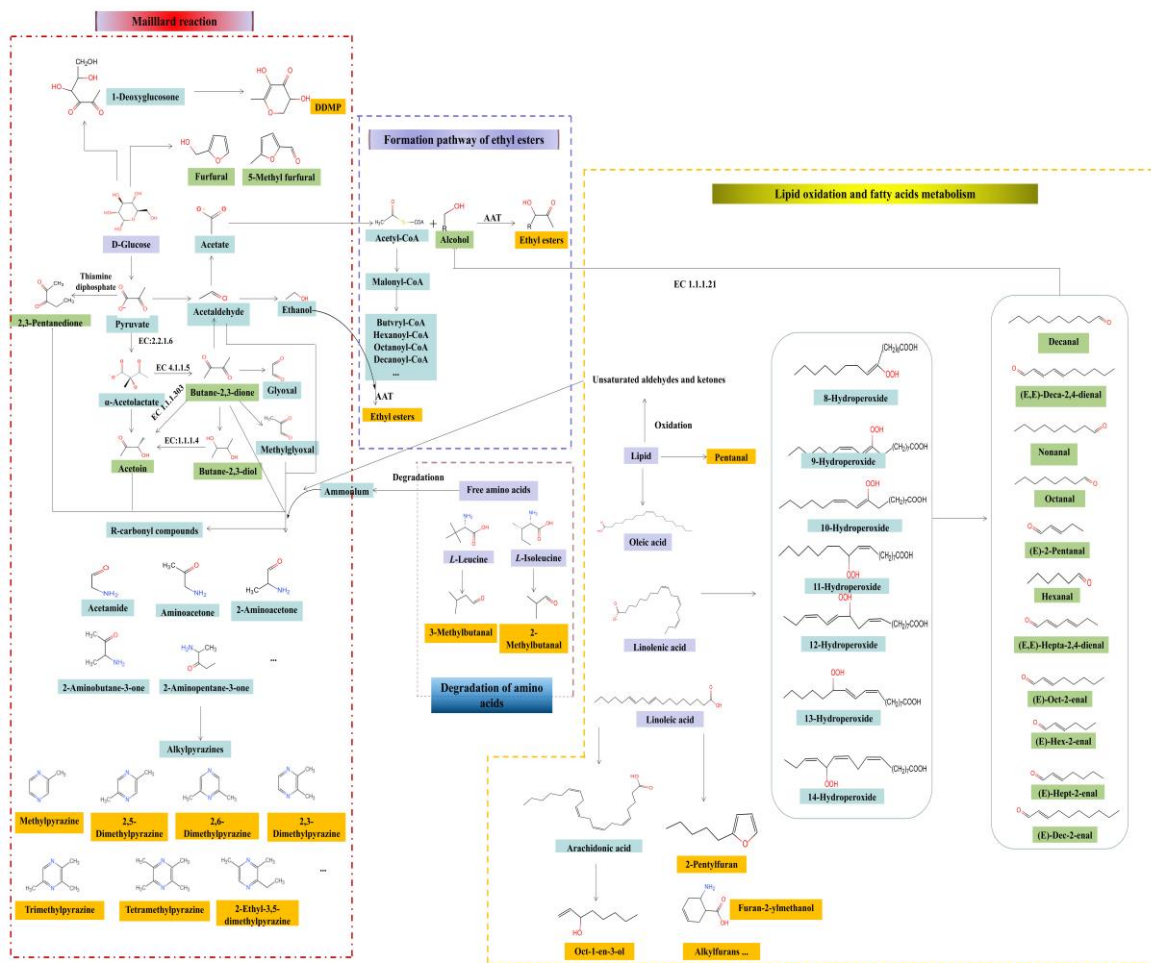 Mailllard reaction
1-Deoxyglucosone
DDMP
Furfural
5-Methyl furfural
D-Glucose
Acetate
Thiamine
diphosphate
2,3-Pentanedione
Pyruvate
Acetaldehyde
Ethanol
EC:2.2.1.6
EC 4.1.1.5
α-Acetolactate
EC 1.1.1.303
Butane-2,3-dione
Glyoxal
EC:1.1.1.4
Acetoin
Butane-2,3-diol
Methylglyoxal
R-carbonyl compounds
Acetamide
Aminoacetone
2-Aminoacetone
2-Aminobutane-3-one
2-Aminopentane-3-one
...
Alkylpyrazines
Methylpyrazine
2,5-
Dimethylpyrazine
2,6-
Dimethylpyrazine
2,3-
Dimethylpyrazine
Trimethylpyrazine
Tetramethylpyrazine
2-Ethyl-3,5-
dimethylpyrazine
...
Formation pathway of ethyl esters
Acetyl-CoA
+
Alcohol
AAT
Ethyl esters
Malonyl-CoA
Butvryl-CoA
Hexanoyl-CoA
Octanoyl-CoA
Decanoyl-CoA
...
AAT
Ethyl esters
Degradationn
Ammoulum
Free amino acids
L-Leucine
L-Isoleucine
3-Methylbutanal
2-
Methylbutanal
Degradation of amino
acids
Lipid oxidation and fatty acids metabolism
EC 1.1.1.21
Unsaturated aldehydes and ketones
Oxidation
Lipid
Pentanal
Oleic acid
Linolenic acid
Linoleic acid
Arachidonic acid
2-Pentylfuran
Furan-2-ylmethanol
Oct-1-en-3-ol
Alkylfurans ...
8-Hydroperoxide
9-Hydroperoxide
10-Hydroperoxide
11-Hydroperoxide
12-Hydroperoxide
13-Hydroperoxide
14-Hydroperoxide
Decanal
(E,E)-Deca-2,4-dienal
Nonanal
Octanal
(E)-2-Pentanal
Hexanal
(E,E)-Hepta-2,4-dienal
(E)-Oct-2-enal
(E)-Hex-2-enal
(E)-Hept-2-enal
(E)-Dec-2-enal